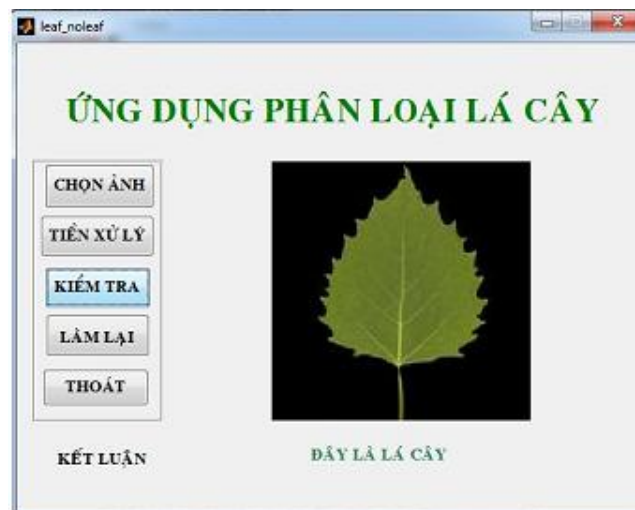 leaf_noleaf
ỨNG DỤNG PHÂN LOẠI LÁ CÂY
CHỌN ẢNH
TIỀN XỬ LÝ
KIỂM TRA
LÀM LẠI
THOÁT
KẾT LUẬN
ĐÂY LÀ LÁ CÂY